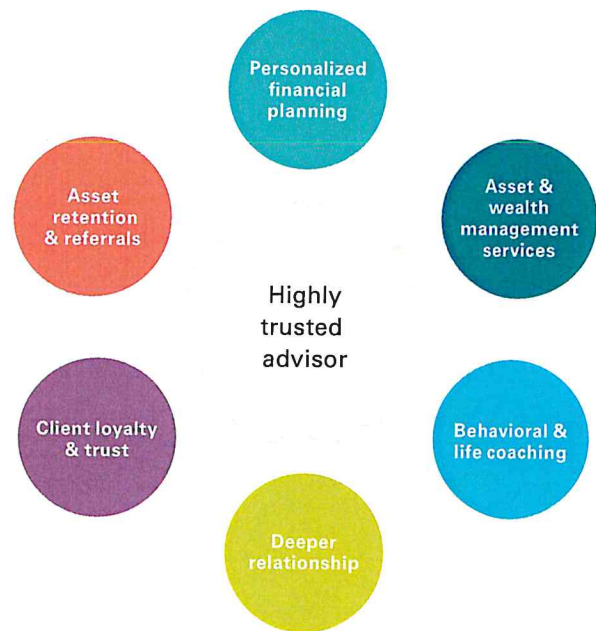 Personalized
financial
planning
Asset &
wealth
management
services
Behavioral &
life coaching
Deeper
relationship
Client loyalty
& trust
Asset
retention
& referrals
Highly
trusted
advisor